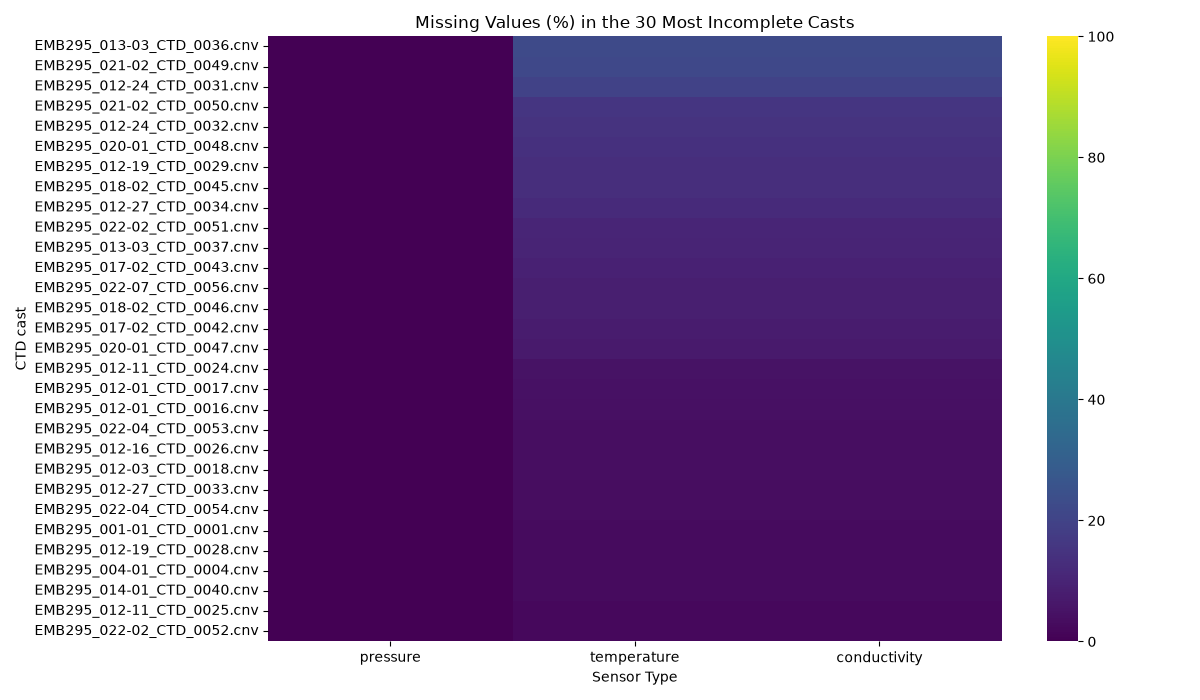 Missing Values (%) in the 30 Most Incomplete Casts
EMB295_013-03_CTD_0036.cnv
EMB295_021-02_CTD_0049.cnv
EMB295_012-24_CTD_0031.cnv
EMB295_021-02_CTD_0050.cnv
EMB295_012-24_CTD_0032.cnv
EMB295_020-01_CTD_0048.cnv
EMB295_012-19_CTD_0029.cnv
EMB295_018-02_CTD_0045.cnv
EMB295_012-27_CTD_0034.cnv
EMB295_022-02_CTD_0051.cnv
EMB295_013-03_CTD_0037.cnv
EMB295_017-02_CTD_0043.cnv
EMB295_022-07_CTD_0056.cnv
EMB295_018-02_CTD_0046.cnv
EMB295_017-02_CTD_0042.cnv
EMB295_020-01_CTD_0047.cnv
EMB295_012-11_CTD_0024.cnv
EMB295_012-01_CTD_0017.cnv
EMB295_012-01_CTD_0016.cnv
EMB295_022-04_CTD_0053.cnv
EMB295_012-16_CTD_0026.cnv
EMB295_012-03_CTD_0018.cnv
EMB295_012-27_CTD_0033.cnv
EMB295_022-04_CTD_0054.cnv
EMB295_001-01_CTD_0001.cnv
EMB295_012-19_CTD_0028.cnv
EMB295_004-01_CTD_0004.cnv
EMB295_014-01_CTD_0040.cnv
EMB295_012-11_CTD_0025.cnv
EMB295_022-02_CTD_0052.cnv
CTD cast
pressure
temperature
conductivity
Sensor Type
100
80
60
40
20
0